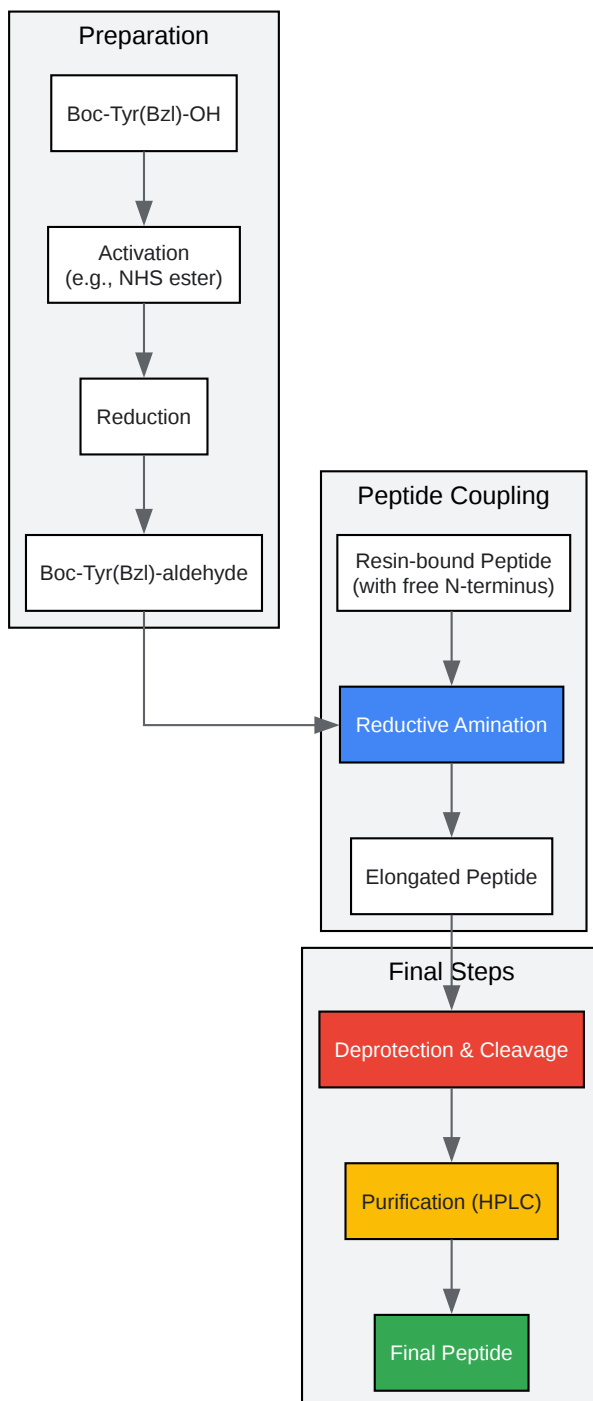 Preparation
Boc-Tyr(Bzl)-OH
Activation
(e.g., NHS ester)
Reduction
Boc-Tyr(Bzl)-aldehyde
Peptide Coupling
Resin-bound Peptide
(with free N-terminus)
Reductive Amination
Elongated Peptide
Final Steps
Deprotection & Cleavage
Purification (HPLC)
Final Peptide